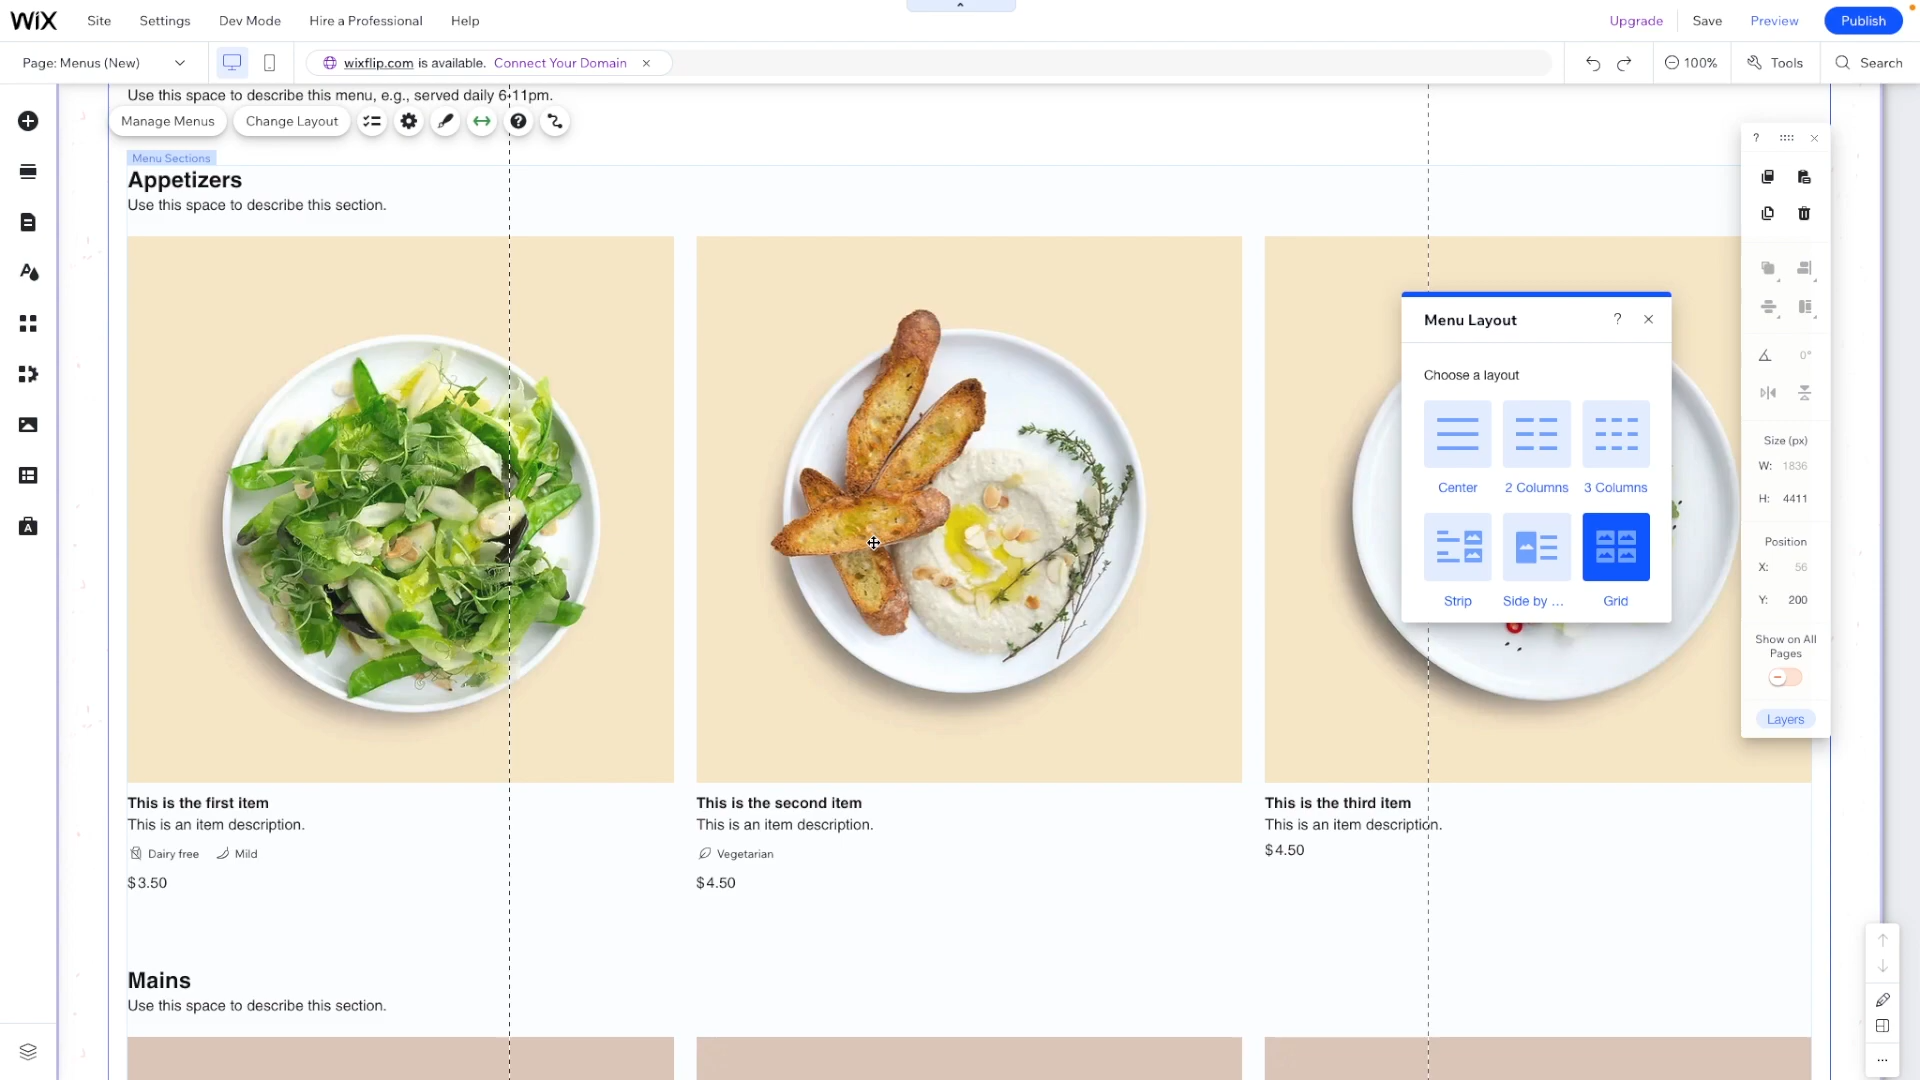 WiX Site Settings Dev Mode Hire a Professional Help Upgrade Save Preview Publish
Page: Menus (New) wixflip.com is available. Connect Your Domain 100% Tools Search
Use this space to describe this menu, e.g., served daily 6-11pm.
Manage Menus Change Layout
Menu Sections
Appetizers
Use this space to describe this section.
This is the first item
This is an item description.
Dairy free Mild
$3.50
This is the second item
This is an item description.
Vegetarian
$4.50
This is the third item
This is an item description.
$4.50
Mains
Use this space to describe this section.
Menu Layout ?
Choose a layout
Center 2 Columns 3 Columns
Strip Side by ... Grid
?
0°
Size (px)
W: 1836
H: 4411
Position
X: 56
Y: 200
Show on All
Pages
Layers